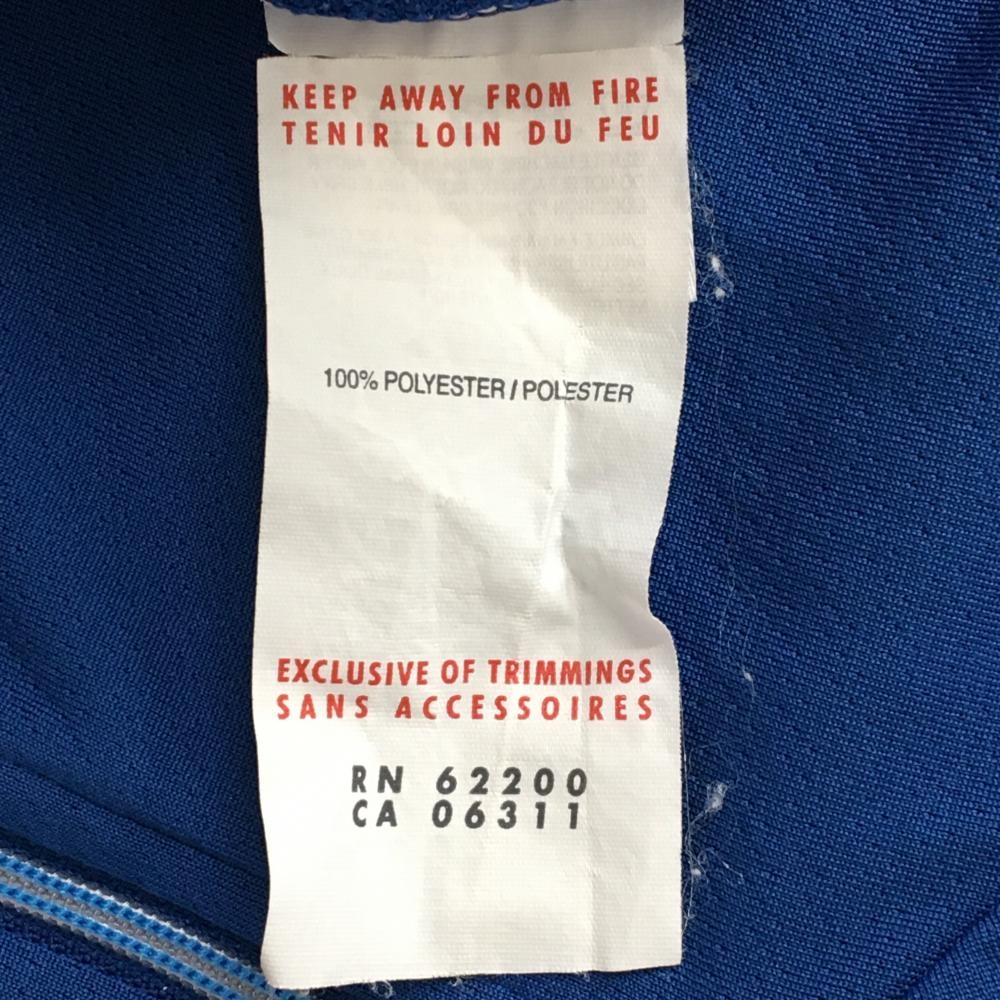 KEEP AWAY FROM FIRE
TENIR LOIN DU FEU
100% POLYESTER / POLYESTER
EXCLUSIVE OF TRIMMINGS
SANS ACCESSOIRES
RN 62200
CA 06311